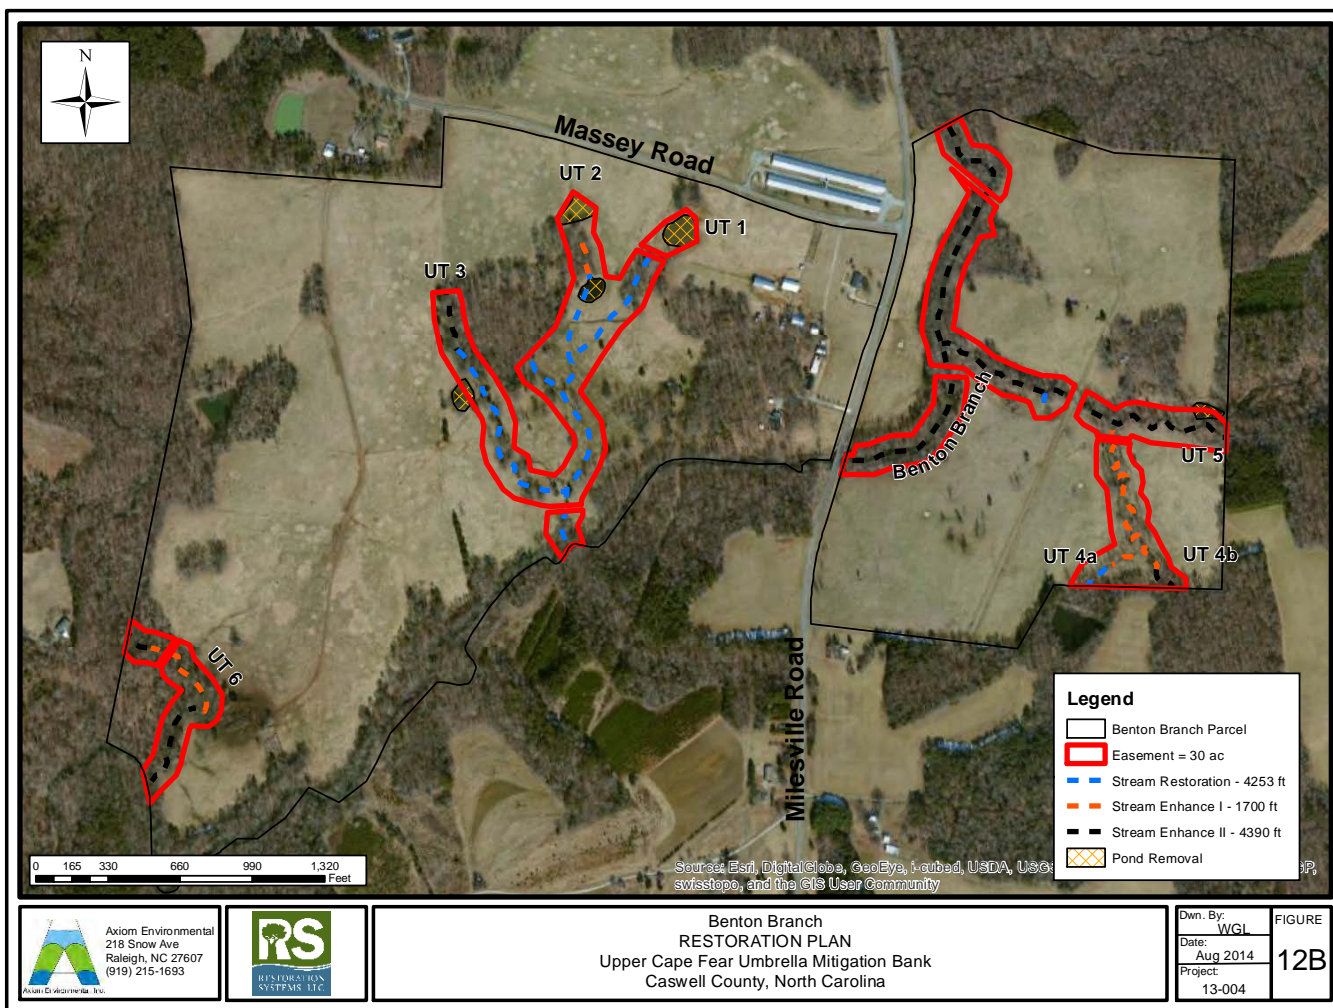 N
Massey Road
UT 2
UT 1
UT 3
Benton Branch
UT 5
UT 4a
UT 4b
UT 6
Milesville Road
Legend
Benton Branch Parcel
Easement = 30 ac
Stream Restoration - 4253 ft
Stream Enhance I - 1700 ft
Stream Enhance II - 4390 ft
Pond Removal
0 165 330 660 990 1,320
Feet
Source: Esri, DigitalGlobe, GeoEye, i-cubed, USDA, USGS
swisstopo, and the GIS User Community
Axiom Environmental
218 Snow Ave
Raleigh, NC 27607
(919) 215-1693
Axiom Environmental, Inc.
RS
RESTORATION
SYSTEMS, LLC
Benton Branch
RESTORATION PLAN
Upper Cape Fear Umbrella Mitigation Bank
Caswell County, North Carolina
Dwn. By:
WGL
Date:
Aug 2014
Project:
13-004
FIGURE
12B